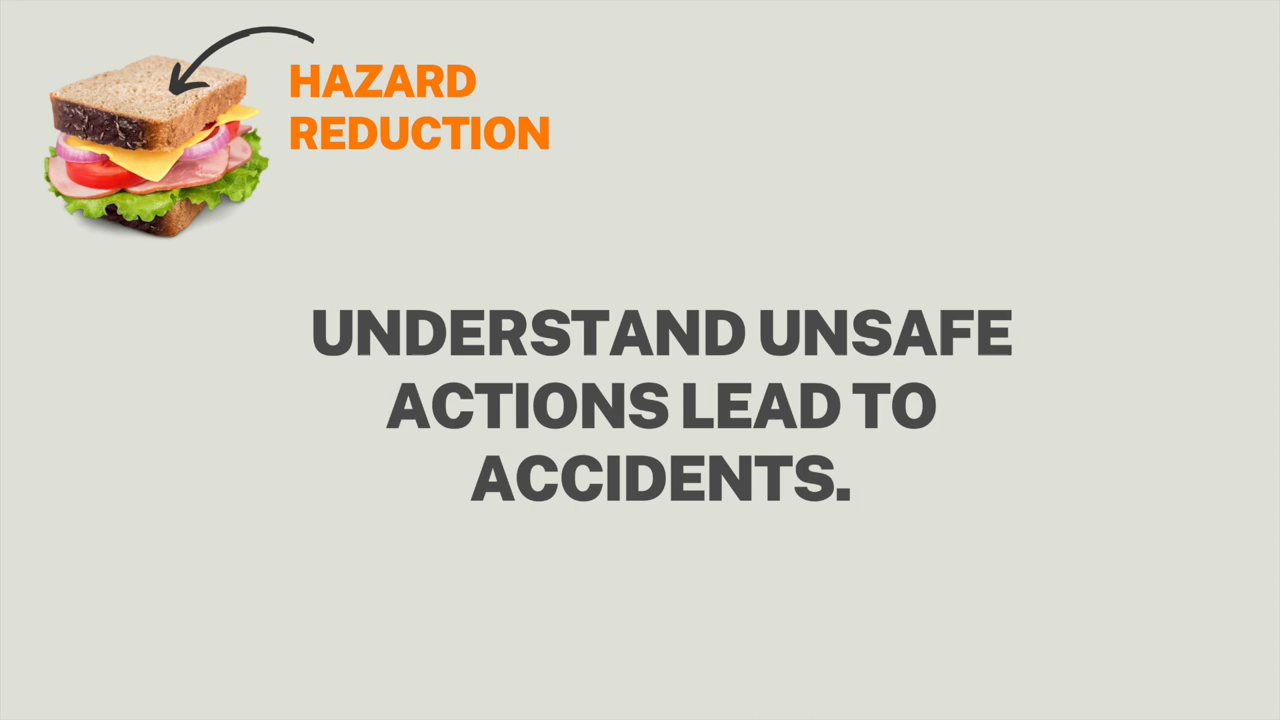 HAZARD
REDUCTION
UNDERSTAND UNSAFE
ACTIONS LEAD TO
ACCIDENTS.